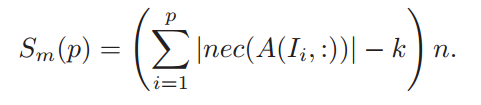 $$S_m(p) = \left( \sum_{i=1}^{p} |nec(A(I_i,:))| - k \right) n.$$